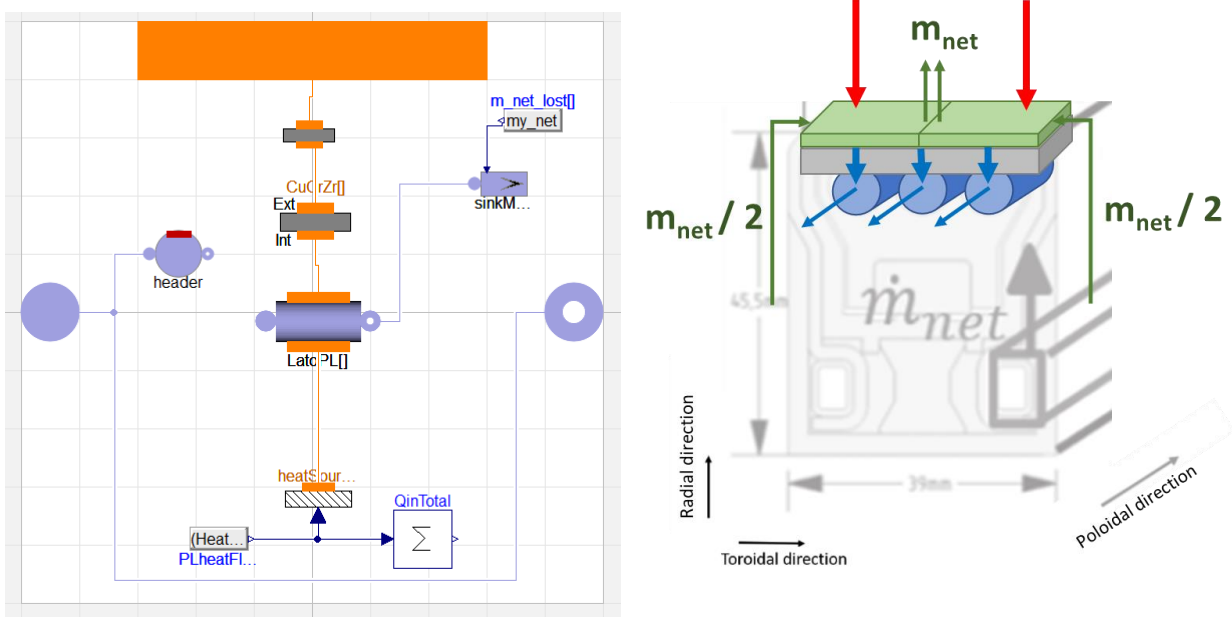 m_net_lost[]
my_net
CuCrZr[]
Ext
Int
sinkM...
header
LatoPL[]
heatSour...
QinTotal
(Heat...
Σ
PLheatFl...
m_net
m_net / 2
m_net / 2
45,5mm
ṁ_net
39mm
Radial direction
Toroidal direction
Poloidal direction